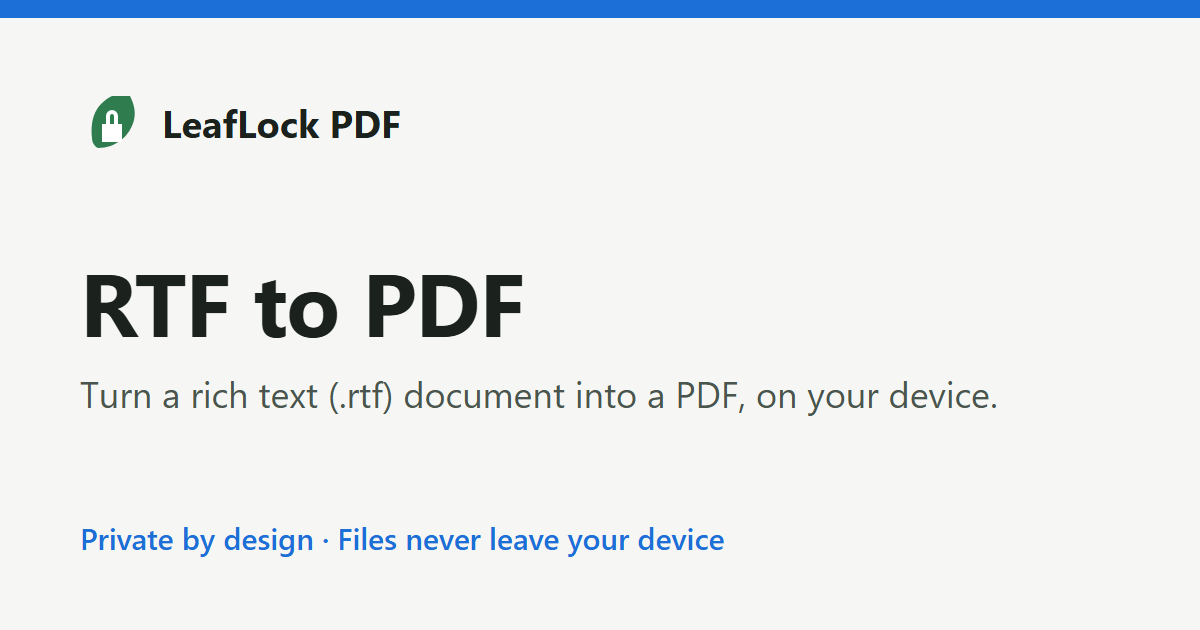 LeafLock PDF
RTF to PDF
Turn a rich text (.rtf) document into a PDF, on your device.
Private by design · Files never leave your device